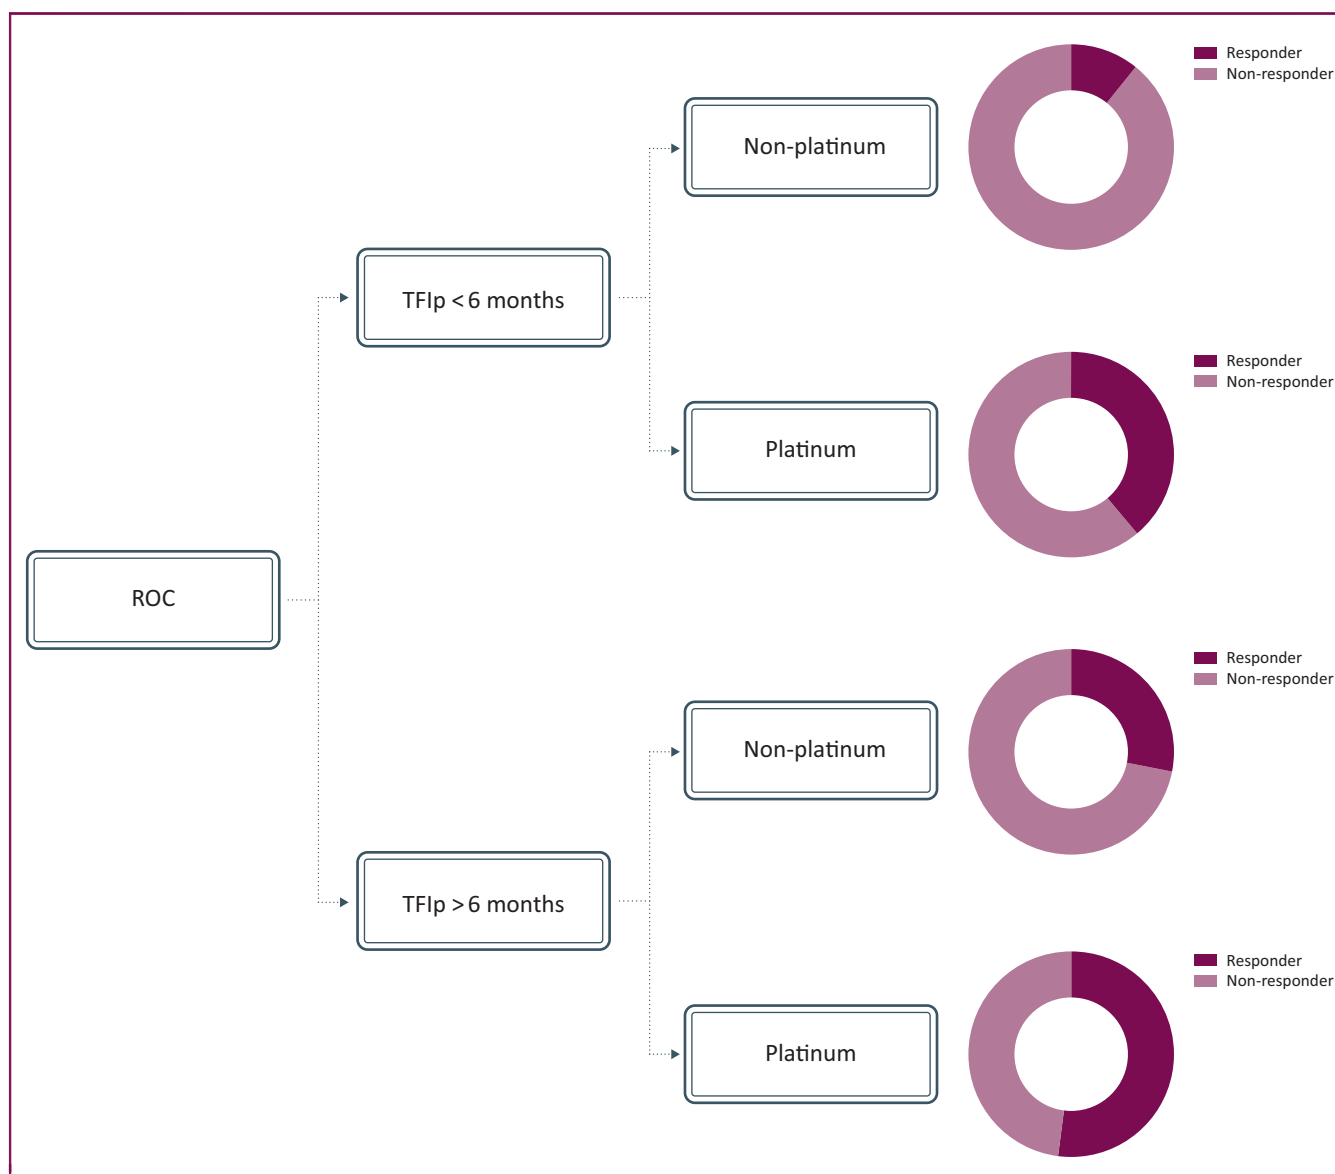 Responder
Non-responder
Non-platinum
TFIp < 6 months
Responder
Non-responder
Platinum
ROC
Responder
Non-responder
Non-platinum
TFIp > 6 months
Responder
Non-responder
Platinum